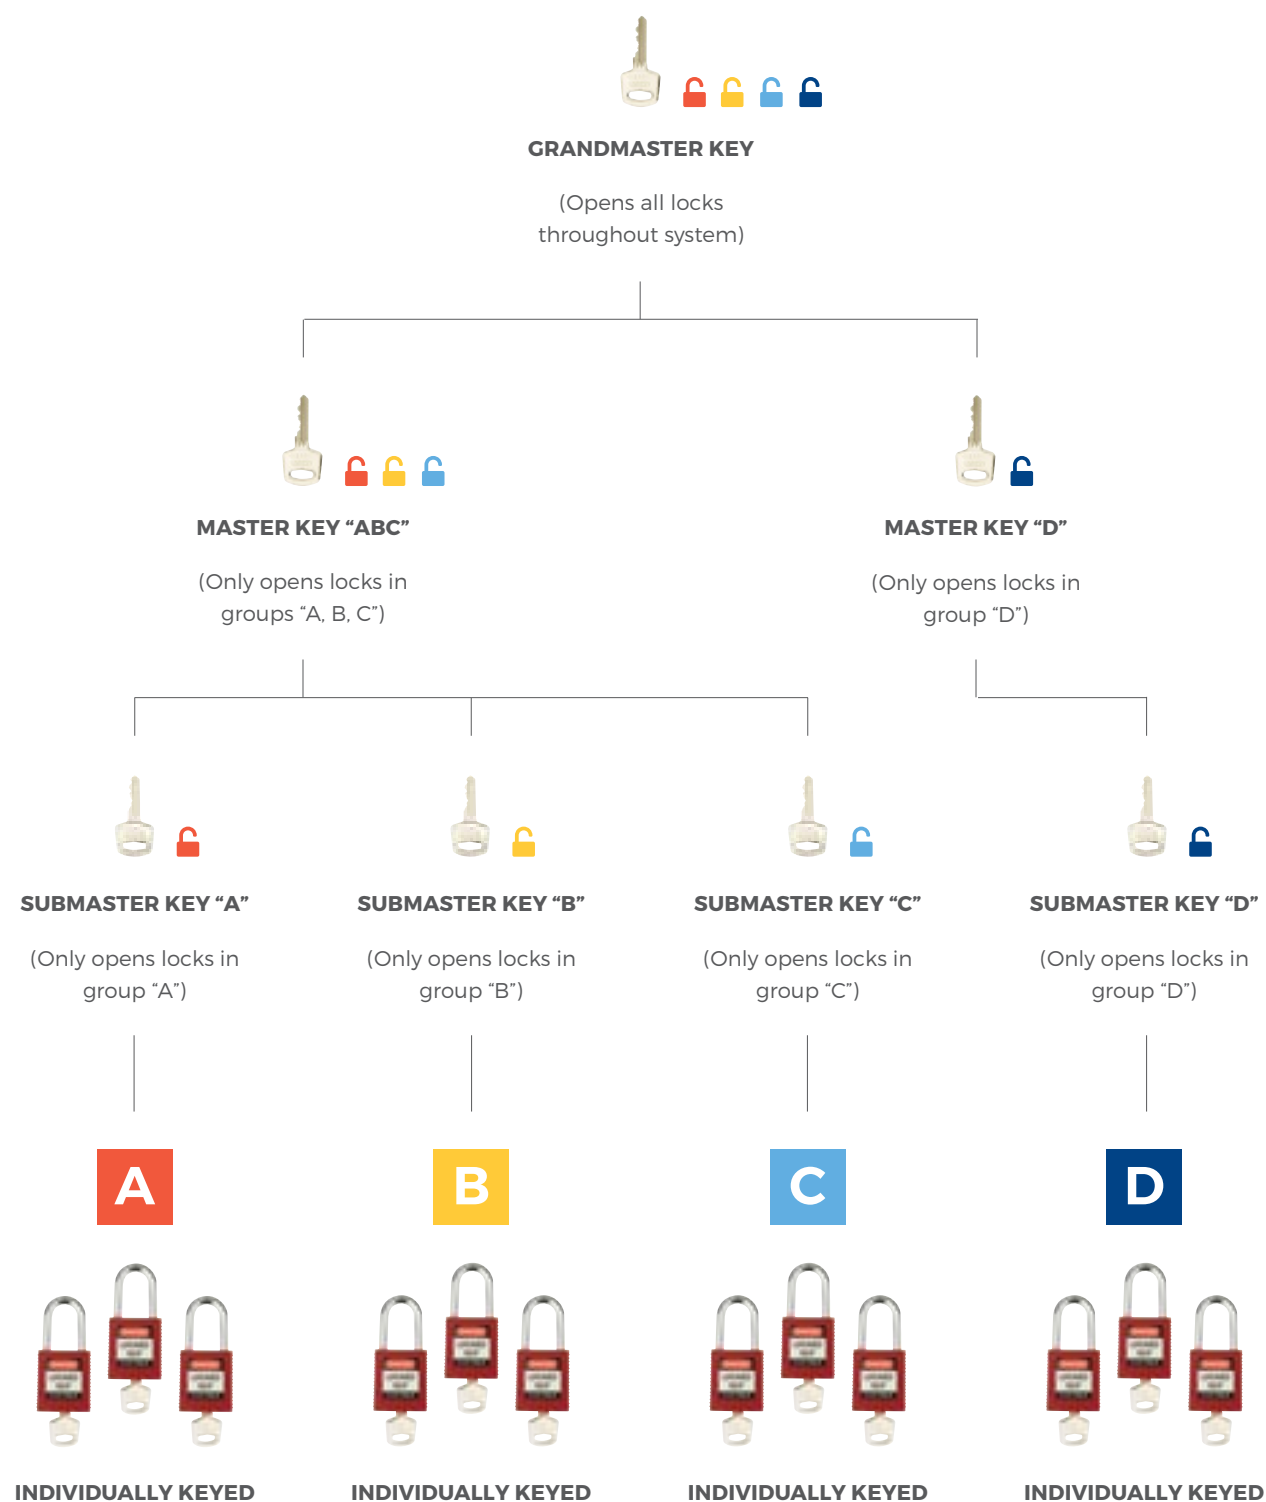 GRANDMASTER KEY
(Opens all locks
throughout system)
MASTER KEY “ABC”
(Only opens locks in
groups “A, B, C”)
MASTER KEY “D”
(Only opens locks in
group “D”)
SUBMASTER KEY “A”
(Only opens locks in
group “A”)
SUBMASTER KEY “B”
(Only opens locks in
group “B”)
SUBMASTER KEY “C”
(Only opens locks in
group “C”)
SUBMASTER KEY “D”
(Only opens locks in
group “D”)
A
B
C
D
INDIVIDUALLY KEYED
INDIVIDUALLY KEYED
INDIVIDUALLY KEYED
INDIVIDUALLY KEYED